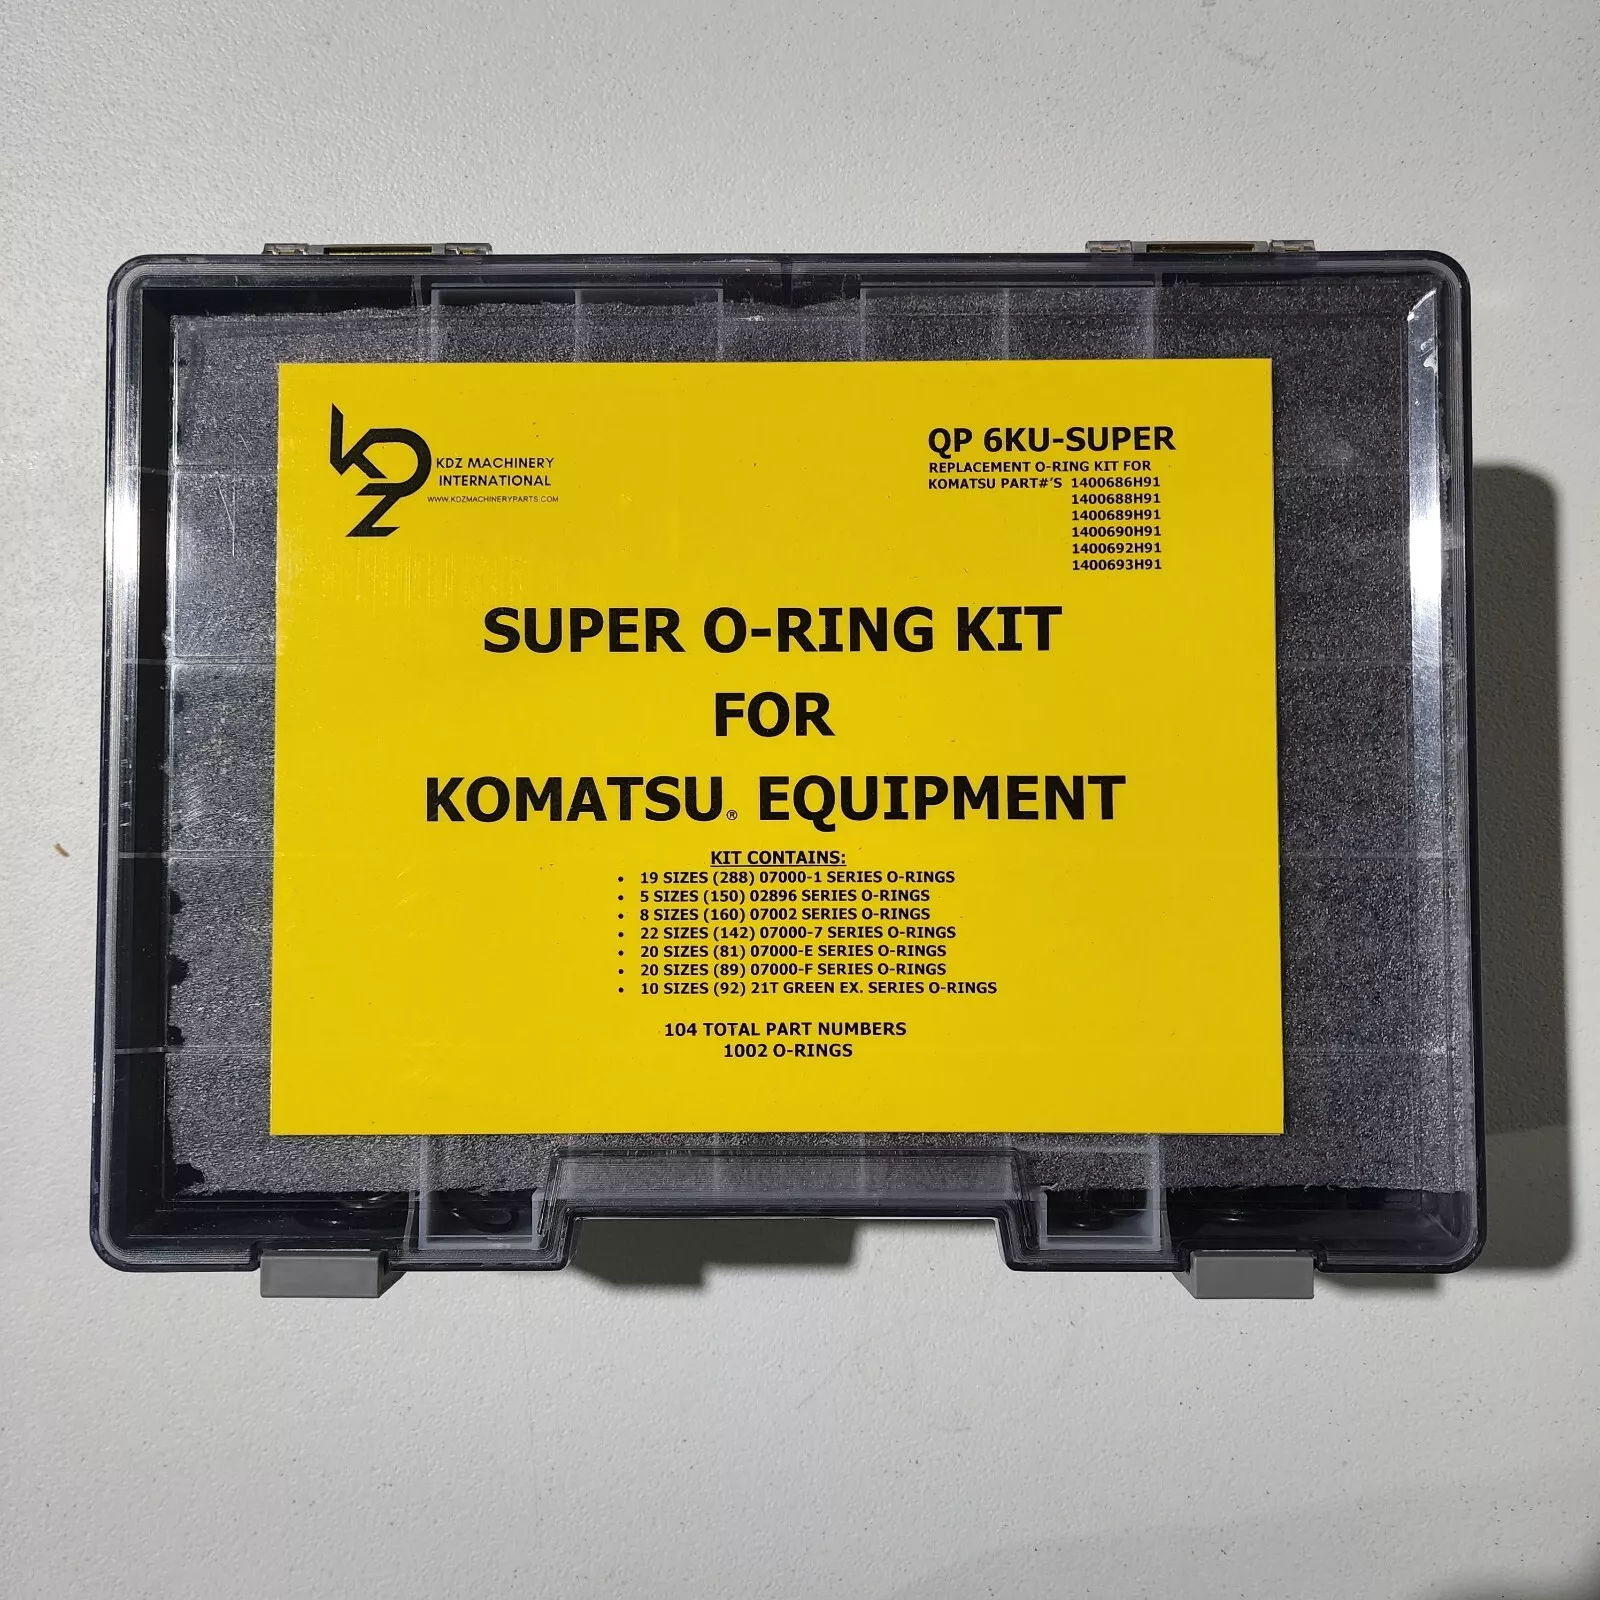 KDZ
KDZ MACHINERY
INTERNATIONAL
WWW.KDZMACHINERYPARTS.COM
QP 6KU-SUPER
REPLACEMENT O-RING KIT FOR
KOMATSU PART#'S 1400686H91
1400688H91
1400689H91
1400690H91
1400692H91
1400693H91
SUPER O-RING KIT
FOR
KOMATSU® EQUIPMENT
KIT CONTAINS:
• 19 SIZES (288) 07000-1 SERIES O-RINGS
• 5 SIZES (150) 02896 SERIES O-RINGS
• 8 SIZES (160) 07002 SERIES O-RINGS
• 22 SIZES (142) 07000-7 SERIES O-RINGS
• 20 SIZES (81) 07000-E SERIES O-RINGS
• 20 SIZES (89) 07000-F SERIES O-RINGS
• 10 SIZES (92) 21T GREEN EX. SERIES O-RINGS
104 TOTAL PART NUMBERS
1002 O-RINGS